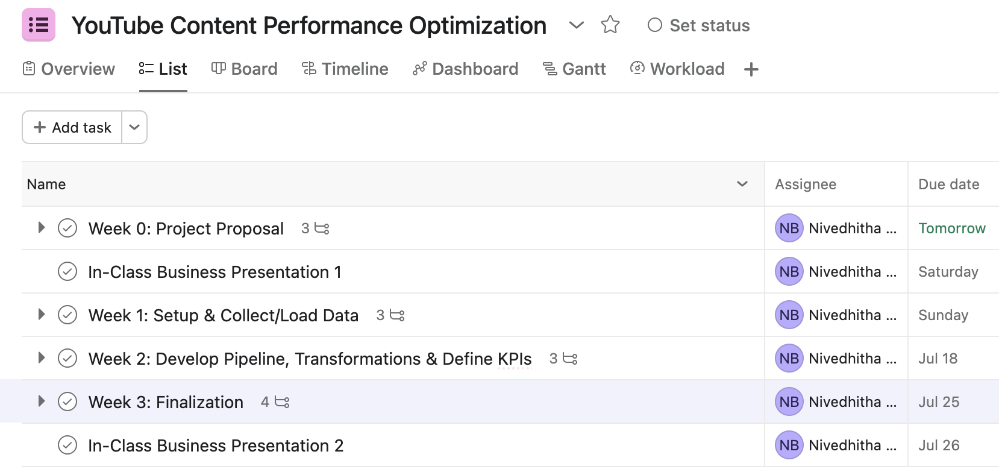 YouTube Content Performance Optimization Set status
Overview List Board Timeline Dashboard Gantt Workload +
+ Add task
Name Assignee Due date
Week 0: Project Proposal 3 NB Nivedhitha ... Tomorrow
In-Class Business Presentation 1 NB Nivedhitha ... Saturday
Week 1: Setup & Collect/Load Data 3 NB Nivedhitha ... Sunday
Week 2: Develop Pipeline, Transformations & Define KPIs 3 NB Nivedhitha ... Jul 18
Week 3: Finalization 4 NB Nivedhitha ... Jul 25
In-Class Business Presentation 2 NB Nivedhitha ... Jul 26